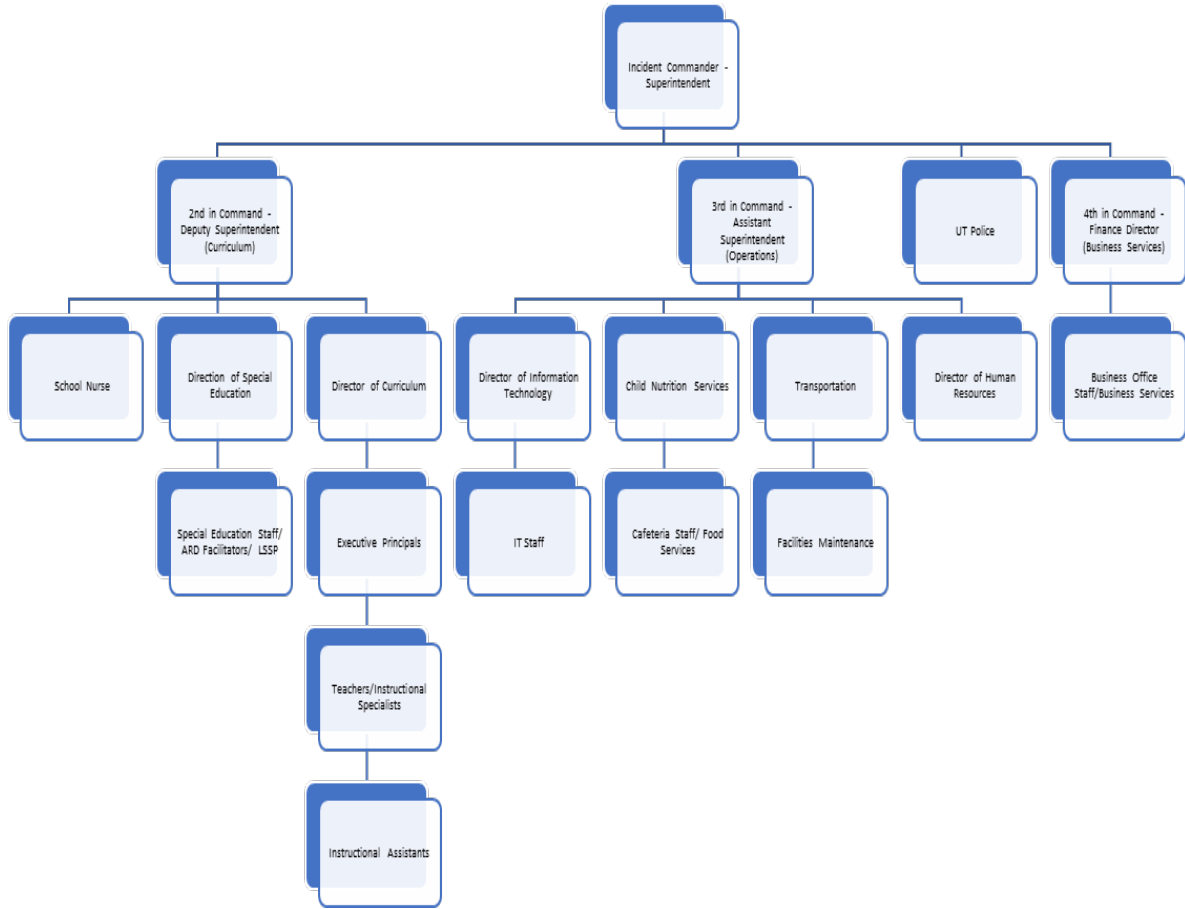 Incident Commander -
Superintendent
2nd in Command -
Deputy Superintendent
(Curriculum)
3rd in Command -
Assistant
Superintendent
(Operations)
UT Police
4th in Command -
Finance Director
(Business Services)
School Nurse
Direction of Special
Education
Director of Curriculum
Director of Information
Technology
Child Nutrition Services
Transportation
Director of Human
Resources
Business Office
Staff/Business Services
Special Education Staff/
ARD Facilitators/ LSSP
Executive Principals
IT Staff
Cafeteria Staff/ Food
Services
Facilities Maintenance
Teachers/Instructional
Specialists
Instructional Assistants